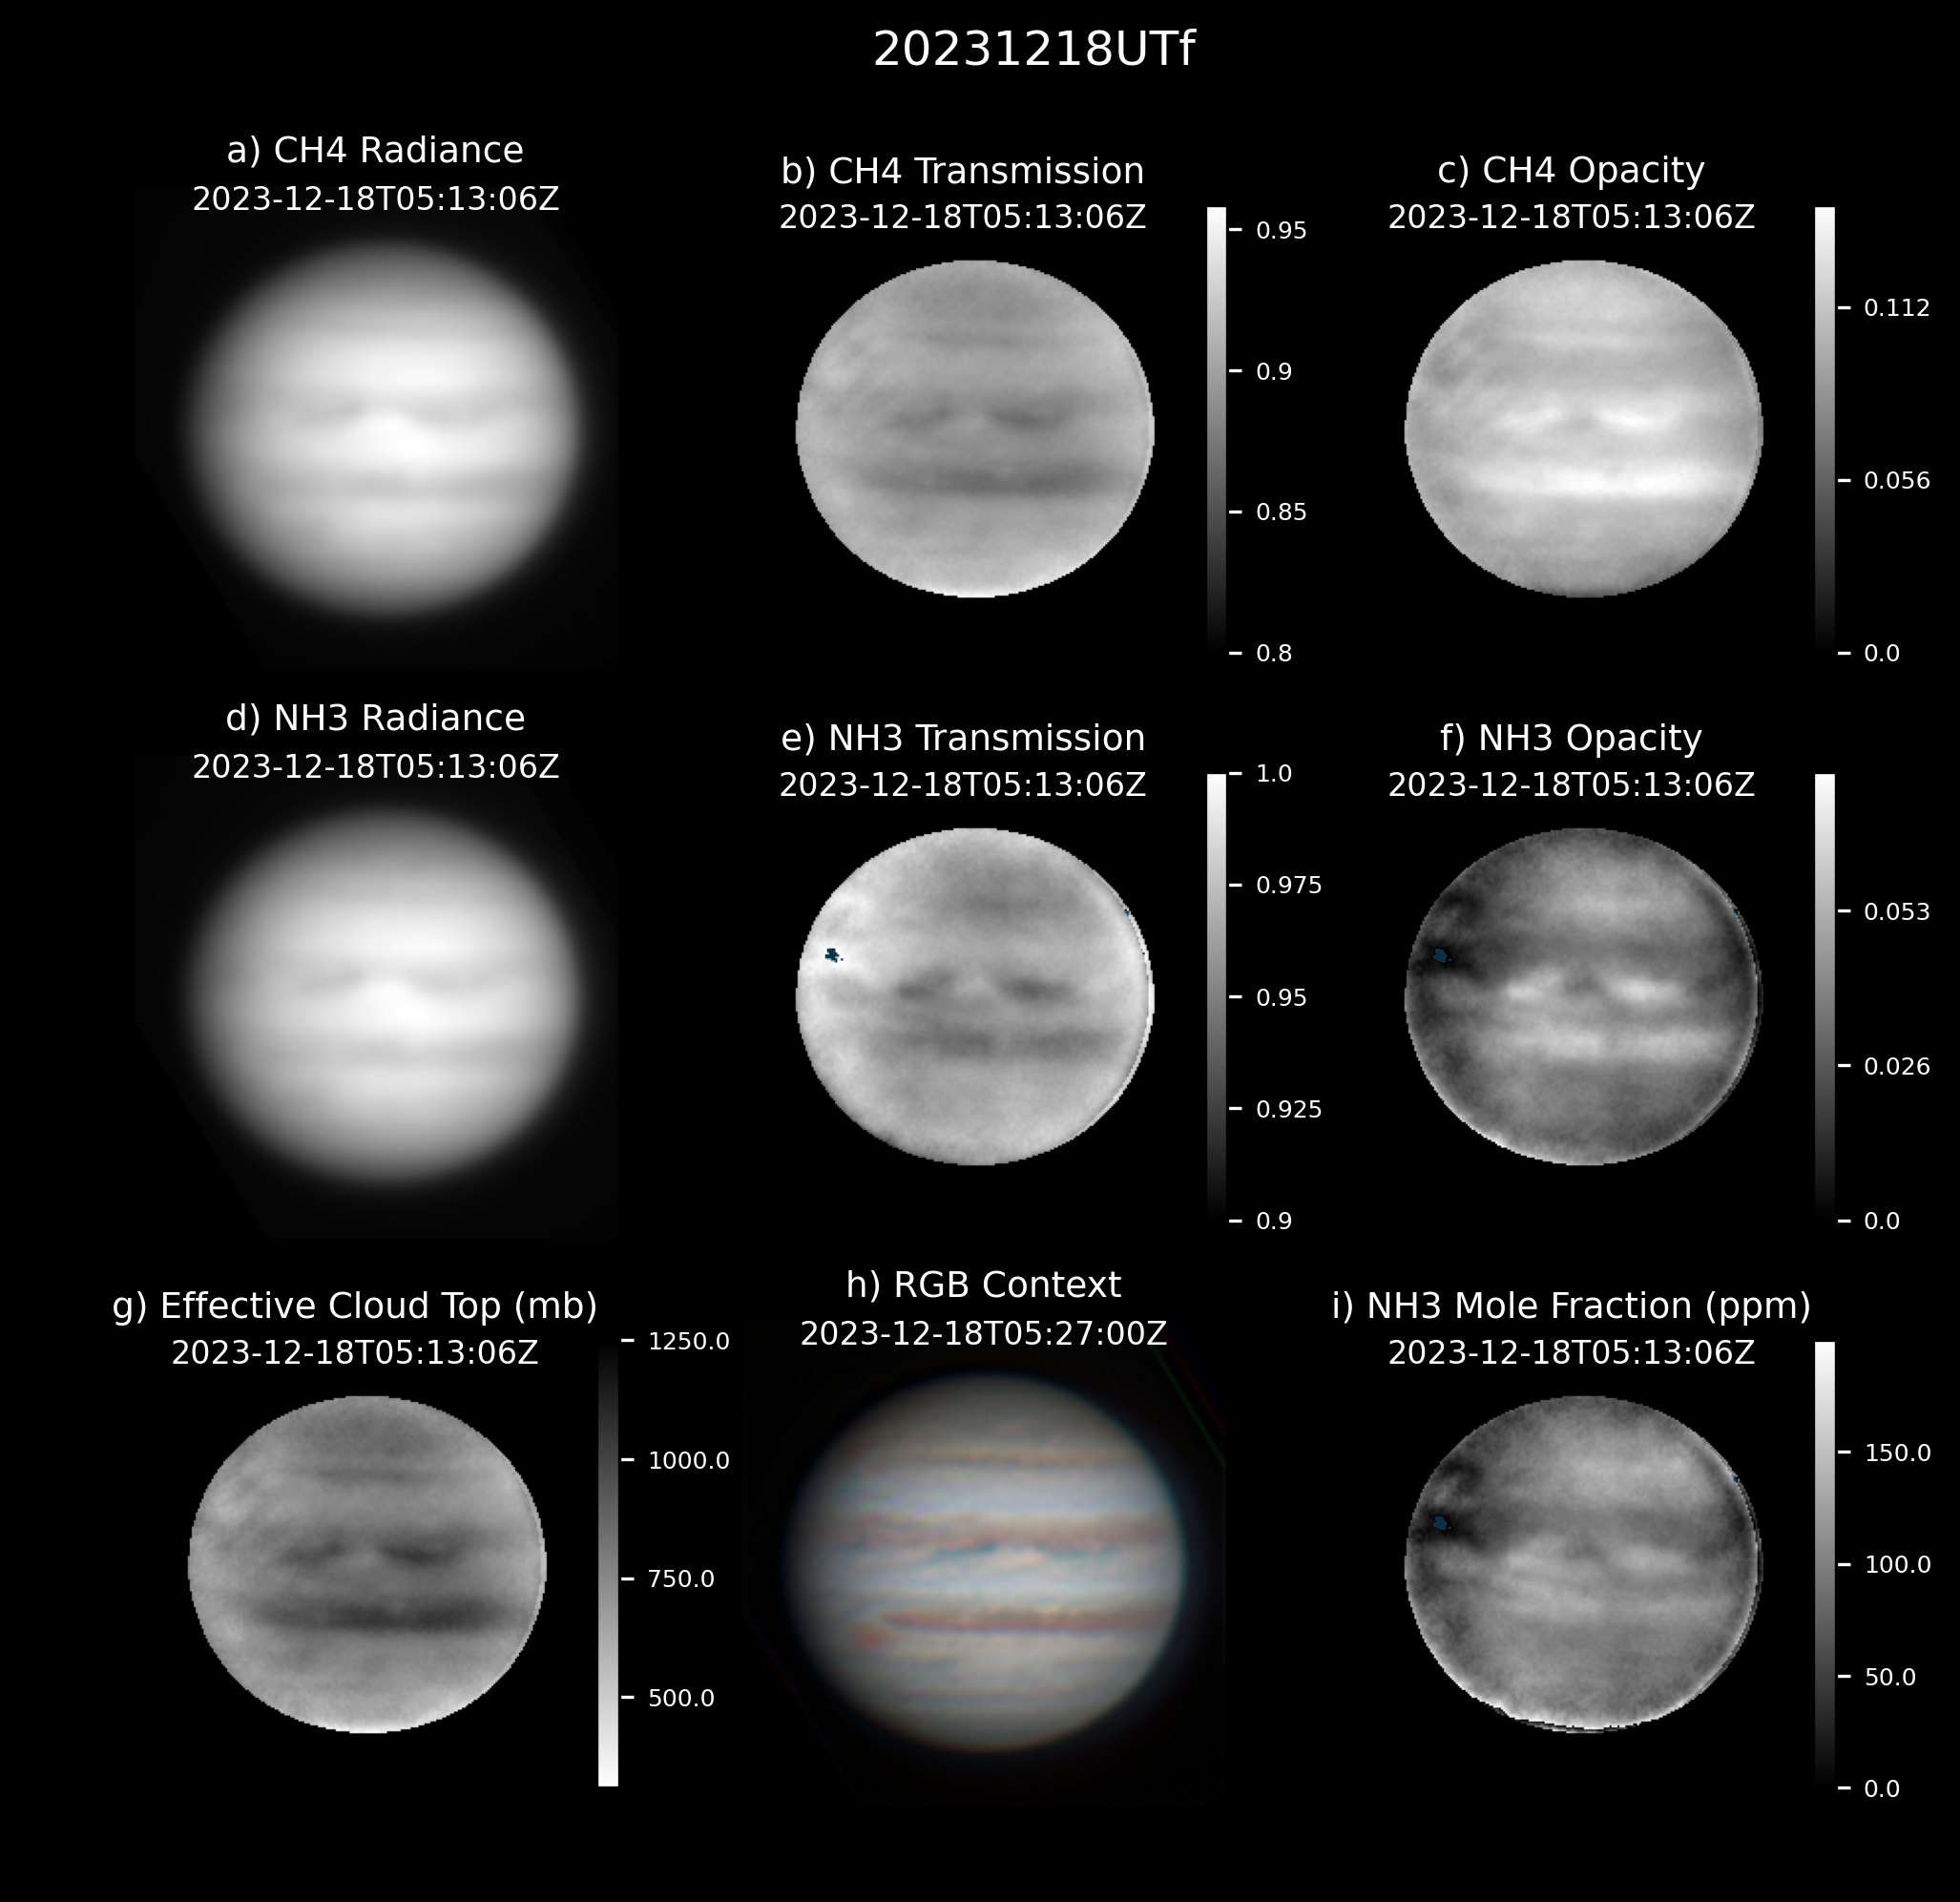 20231218UTf
a) CH4 Radiance
2023-12-18T05:13:06Z
b) CH4 Transmission
2023-12-18T05:13:06Z
0.95
0.9
0.85
0.8
c) CH4 Opacity
2023-12-18T05:13:06Z
0.112
0.056
0.0
d) NH3 Radiance
2023-12-18T05:13:06Z
e) NH3 Transmission
2023-12-18T05:13:06Z
1.0
0.975
0.95
0.925
0.9
f) NH3 Opacity
2023-12-18T05:13:06Z
0.053
0.026
0.0
g) Effective Cloud Top (mb)
2023-12-18T05:13:06Z
1250.0
1000.0
750.0
500.0
h) RGB Context
2023-12-18T05:27:00Z
i) NH3 Mole Fraction (ppm)
2023-12-18T05:13:06Z
150.0
100.0
50.0
0.0